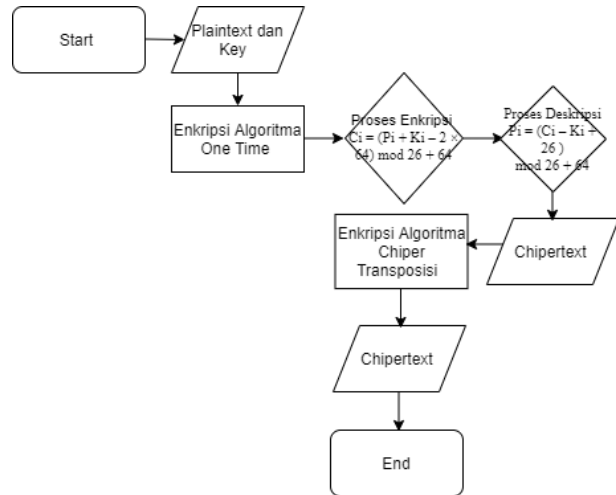 Start
Plaintext dan
Key
Enkripsi Algoritma
One Time
Proses Enkripsi
Ci = (Pi + Ki – 2 ×
64) mod 26 + 64
Proses Deskripsi
Pi = (Ci – Ki +
26 )
mod 26 + 64
Chipertext
Enkripsi Algoritma
Chiper
Transposisi
Chipertext
End